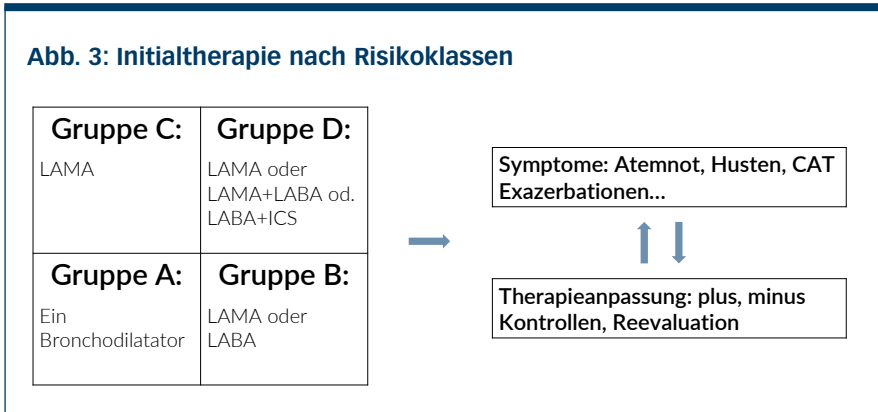 Abb. 3: Initialtherapie nach Risikoklassen
Gruppe C:
LAMA
Gruppe D:
LAMA oder
LAMA+LABA od.
LABA+ICS
Gruppe A:
Ein
Bronchodilatator
Gruppe B:
LAMA oder
LABA
Symptome: Atemnot, Husten, CAT
Exazerbationen...
Therapieanpassung: plus, minus
Kontrollen, Reevaluation